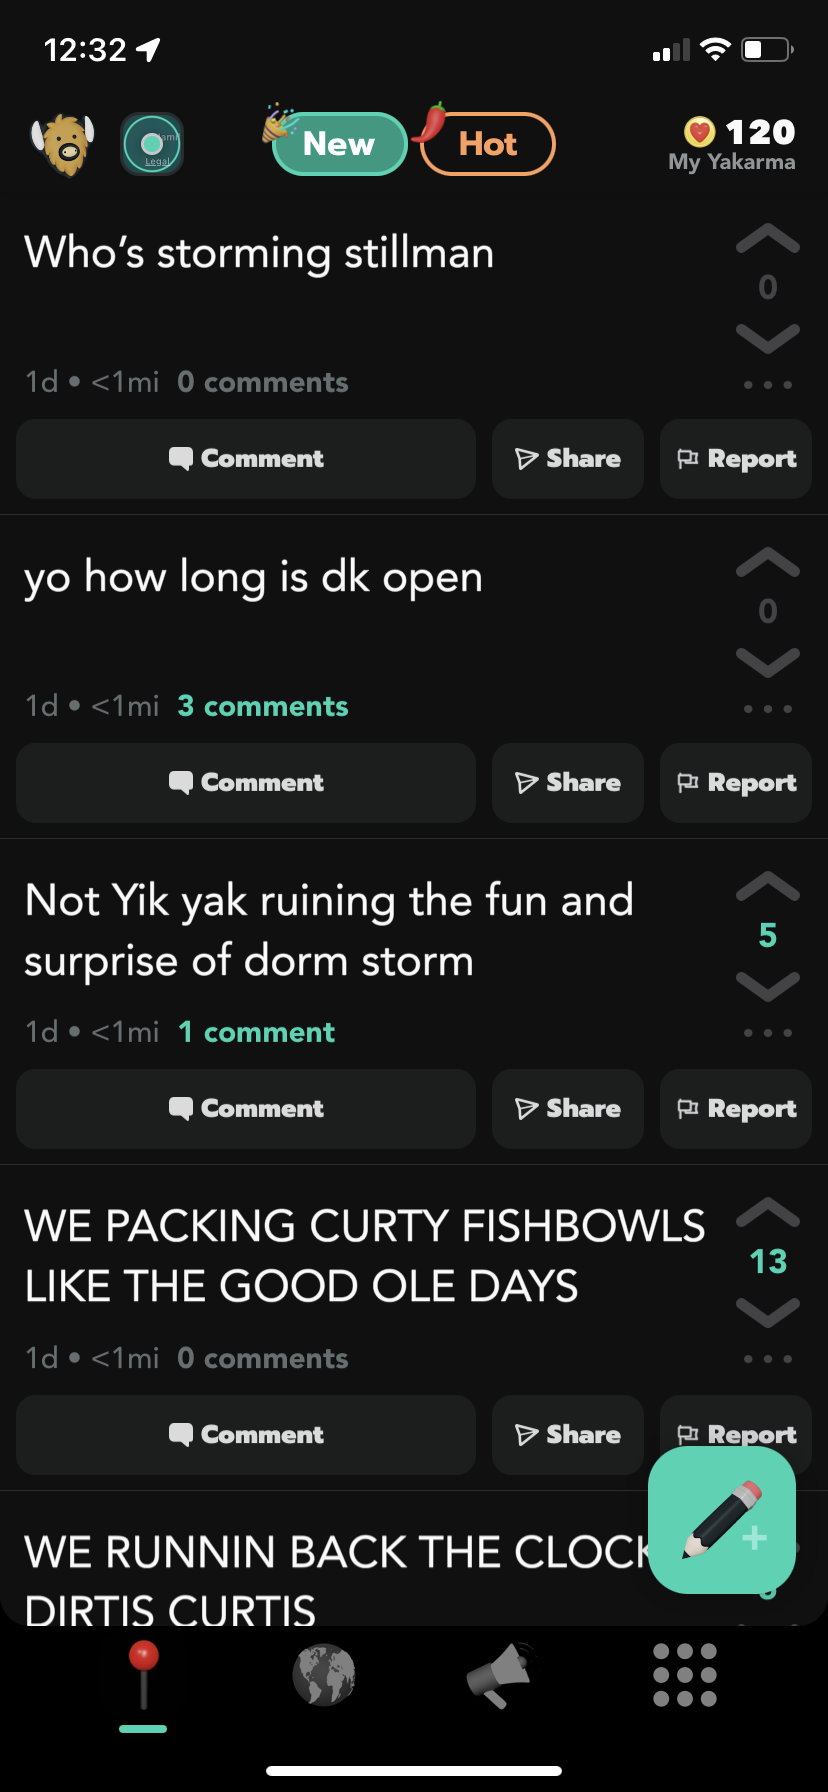 12:32
Legal
New
Hot
120
My Yakarma
Who's storming stillman
0
1d • <1mi 0 comments
Comment
Share
Report
yo how long is dk open
0
1d • <1mi 3 comments
Comment
Share
Report
Not Yik yak ruining the fun and
surprise of dorm storm
5
1d • <1mi 1 comment
Comment
Share
Report
WE PACKING CURTY FISHBOWLS
LIKE THE GOOD OLE DAYS
13
1d • <1mi 0 comments
Comment
Share
Report
WE RUNNIN BACK THE CLOCK
DIRTIS CURTIS